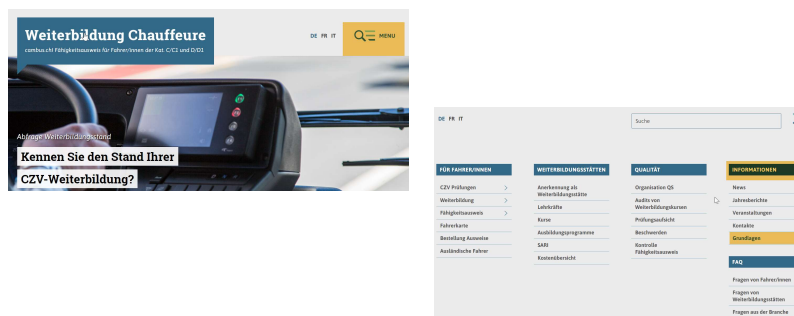 Weiterbildung Chauffeure
cambus.ch! Fähigkeitsausweis für Fahrer/innen der Kat. C/C1 und D/D1
DE FR IT
MENU
Abfrage Weiterbildungsstand
Kennen Sie den Stand Ihrer
CZV-Weiterbildung?
DE FR IT
Suche
FÜR FAHRER/INNEN
CZV Prüfungen
Weiterbildung
Fähigkeitsausweis
Fahrerkarte
Bestellung Ausweise
Ausländische Fahrer
WEITERBILDUNGSSTÄTTEN
Anerkennung als
Weiterbildungsstätte
Lehrkräfte
Kurse
Ausbildungsprogramme
SARI
Kostenübersicht
QUALITÄT
Organisation QS
Audits von
Weiterbildungskursen
Prüfungsaufsicht
Beschwerden
Kontrolle
Fähigkeitsausweis
INFORMATIONEN
News
Jahresberichte
Veranstaltungen
Kontakte
Grundlagen
FAQ
Fragen von Fahrer/innen
Fragen von
Weiterbildungsstätten
Fragen aus der Branche